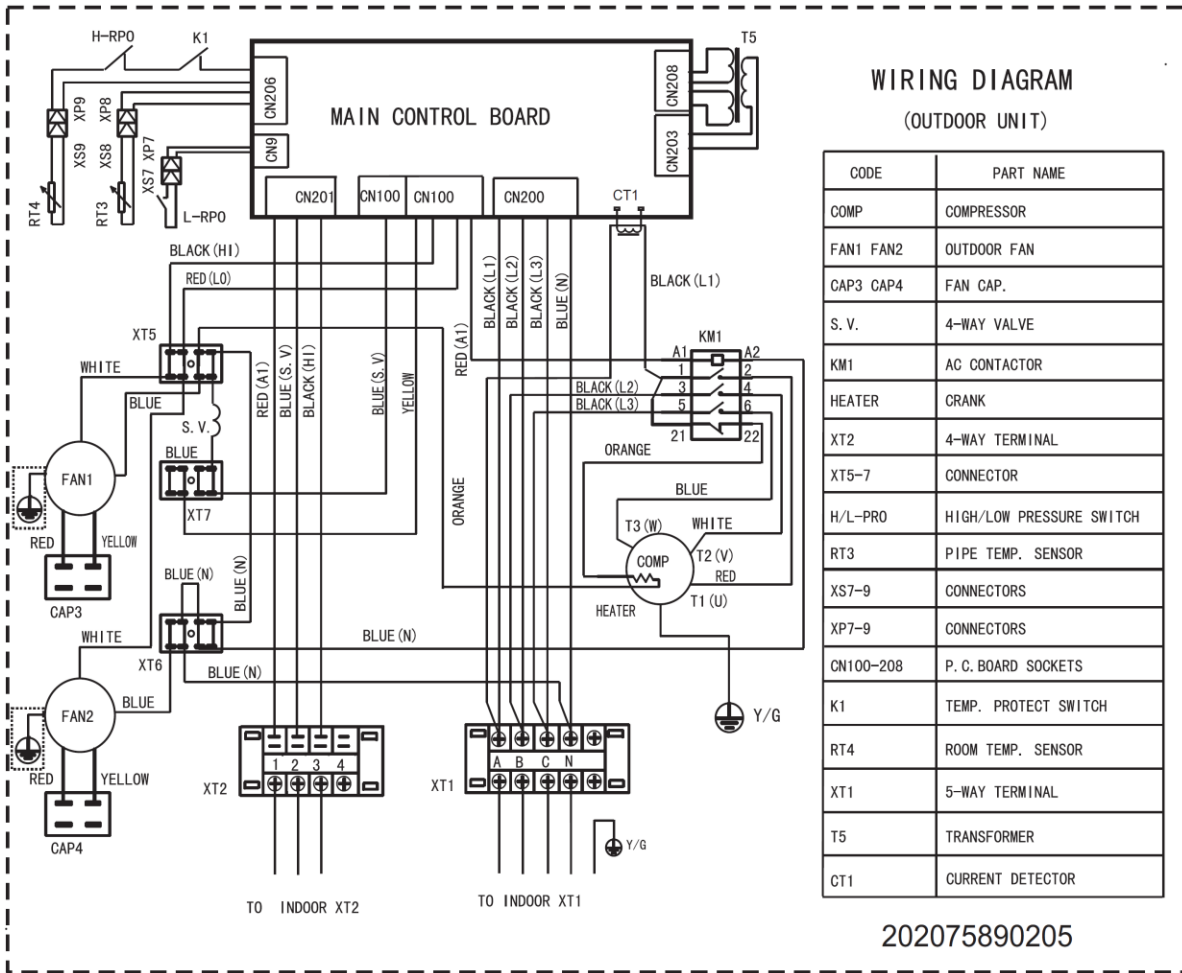 H-RPO
K1
T5
CN206
CN208
XP9
XP8
MAIN CONTROL BOARD
CN9
CN203
XS9
XS8
XS7 XP7
RT4
RT3
L-RPO
CN201
CN100
CN100
CN200
CT1
BLACK(HI)
RED(LO)
BLACK(L1)
BLACK(L2)
BLACK(L3)
BLUE(N)
BLACK(L1)
XT5
KM1
WHITE
RED(A1)
BLUE(S.V)
BLACK(HI)
BLUE(S.V)
YELLOW
RED(A1)
A1
A2
1
2
BLACK(L2)
3
4
BLACK(L3)
5
6
21
22
BLUE
S.V.
BLUE
ORANGE
FAN1
XT7
ORANGE
BLUE
RED
YELLOW
T3(W)
WHITE
COMP
T2(V)
RED
CAP3
BLUE(N)
BLUE(N)
HEATER
T1(U)
WHITE
BLUE(N)
XT6
BLUE(N)
BLUE
FAN2
Y/G
RED
YELLOW
XT2
1 2 3 4
XT1
A B C N
CAP4
Y/G
TO INDOOR XT2
TO INDOOR XT1
WIRING DIAGRAM
(OUTDOOR UNIT)
CODE PART NAME
COMP COMPRESSOR
FAN1 FAN2 OUTDOOR FAN
CAP3 CAP4 FAN CAP.
S.V. 4-WAY VALVE
KM1 AC CONTACTOR
HEATER CRANK
XT2 4-WAY TERMINAL
XT5-7 CONNECTOR
H/L-PRO HIGH/LOW PRESSURE SWITCH
RT3 PIPE TEMP. SENSOR
XS7-9 CONNECTORS
XP7-9 CONNECTORS
CN100-208 P.C.BOARD SOCKETS
K1 TEMP. PROTECT SWITCH
RT4 ROOM TEMP. SENSOR
XT1 5-WAY TERMINAL
T5 TRANSFORMER
CT1 CURRENT DETECTOR
202075890205